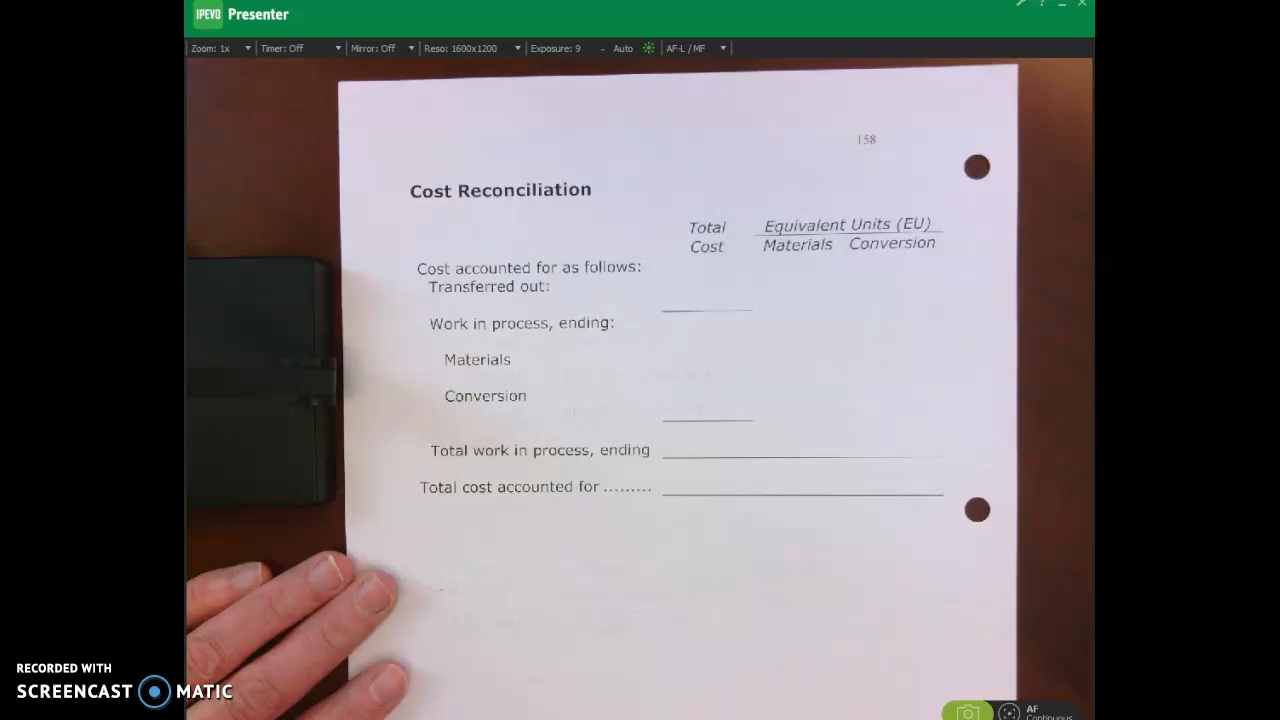 IPEVO Presenter
Zoom: 1x Timer: Off Mirror: Off Reso: 1600x1200 Exposure: 9 - Auto AF-L / MF
158
Cost Reconciliation
Total Equivalent Units (EU)
Cost Materials Conversion
Cost accounted for as follows:
Transferred out:
Work in process, ending:
Materials
Conversion
Total work in process, ending
Total cost accounted for .........
RECORDED WITH
SCREENCAST MATIC
AF
Continuous